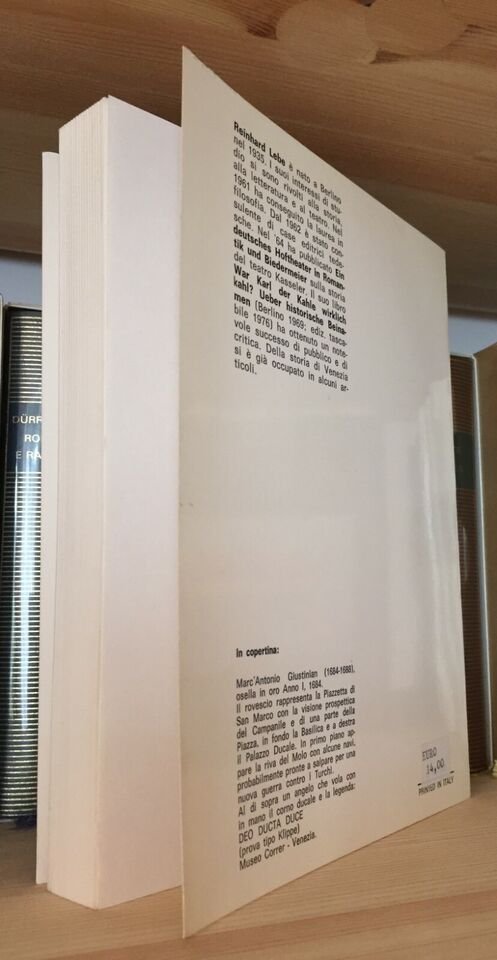 Reinhard Lebe è nato a Berlino
nel 1935. I suoi interessi di stu-
dio si sono rivolti alla storia,
alla letteratura e al teatro. Nel
1961 ha conseguito la laurea in
filosofia. Dal 1962 è stato con-
sulente di case editrici tede-
sche. Nel '64 ha pubblicato Ein
deutsches Hoftheater in Roman-
tik und Biedermeier sulla storia
del teatro Kasseler. Il suo libro
War Karl der Kahle wirklich
kahl? Ueber historische Beina-
men (Berlino 1969; ediz. tasca-
bile 1976) ha ottenuto un note-
vole successo di pubblico e di
critica. Della storia di Venezia
si è già occupato in alcuni ar-
ticoli.
In copertina:
Marc'Antonio Giustinian (1684-1688),
osella in oro Anno I, 1684.
Il rovescio rappresenta la Piazzetta di
San Marco con la visione prospettica
del Campanile e di una parte della
Piazza, in fondo la Basilica e a destra
il Palazzo Ducale. In primo piano ap-
pare la riva del Molo con alcune navi,
probabilmente pronte a salpare per una
nuova guerra contro i Turchi.
Al di sopra un angelo che vola con
in mano il corno ducale e la legenda:
DEO DUCTA DUCE
(prova tipo Klippe)
Museo Correr - Venezia.
EURO
14,00
PRINTED IN ITALY
DÜRR
RO
E RA